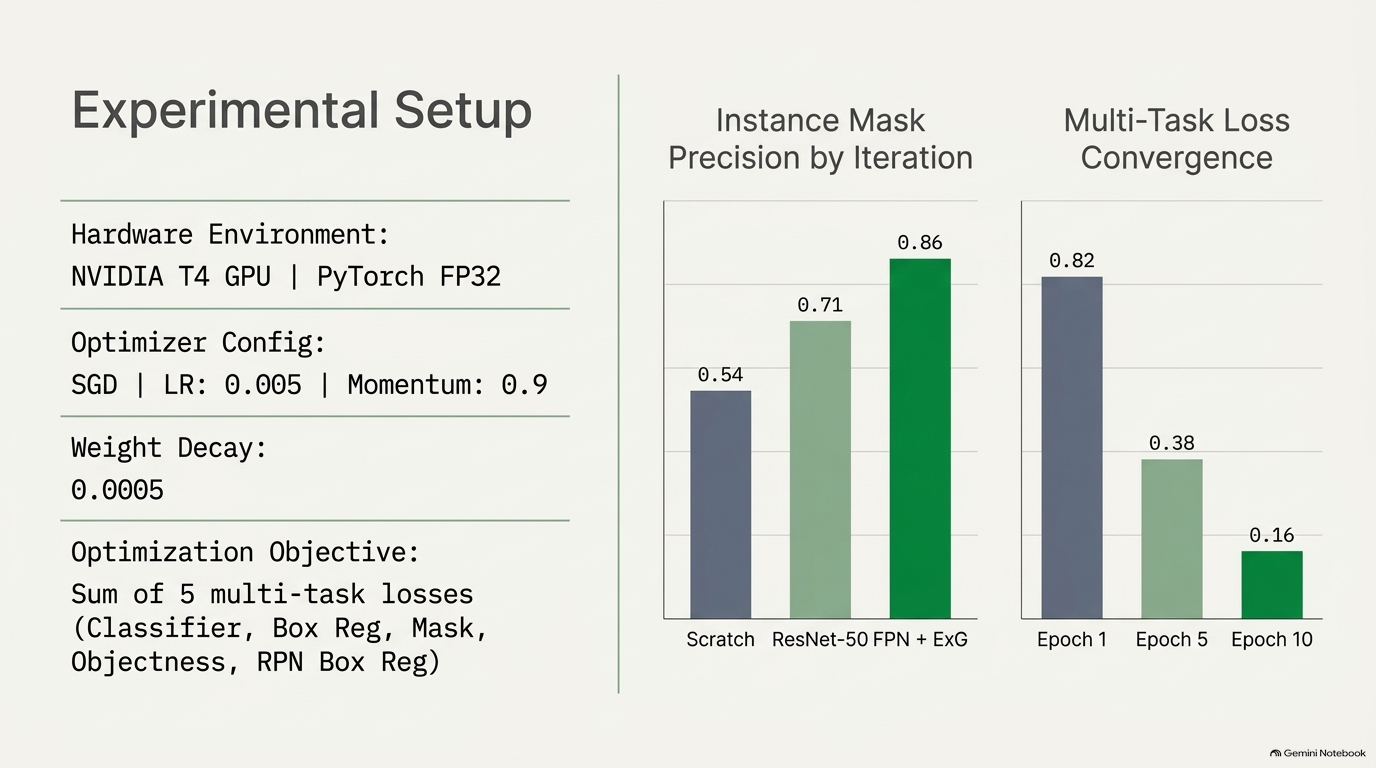 Experimental Setup
Hardware Environment:
NVIDIA T4 GPU | PyTorch FP32
Optimizer Config:
SGD | LR: 0.005 | Momentum: 0.9
Weight Decay:
0.0005
Optimization Objective:
Sum of 5 multi-task losses
(Classifier, Box Reg, Mask,
Objectness, RPN Box Reg)
Instance Mask
Precision by Iteration
0.54
0.71
0.86
Scratch
ResNet-50
FPN + ExG
Multi-Task Loss
Convergence
0.82
0.38
0.16
Epoch 1
Epoch 5
Epoch 10
Gemini Notebook